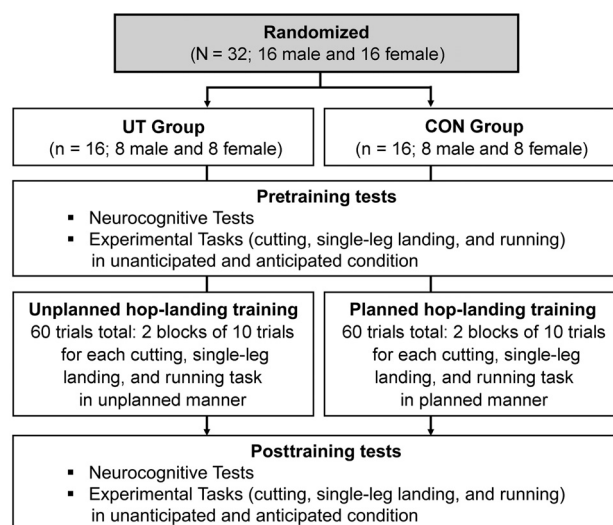 Randomized
(N = 32; 16 male and 16 female)
UT Group
(n = 16; 8 male and 8 female)
CON Group
(n = 16; 8 male and 8 female)
Pretraining tests
▪ Neurocognitive Tests
▪ Experimental Tasks (cutting, single-leg landing, and running)
in unanticipated and anticipated condition
Unplanned hop-landing training
60 trials total: 2 blocks of 10 trials
for each cutting, single-leg
landing, and running task
in unplanned manner
Planned hop-landing training
60 trials total: 2 blocks of 10 trials
for each cutting, single-leg
landing, and running task
in planned manner
Posttraining tests
▪ Neurocognitive Tests
▪ Experimental Tasks (cutting, single-leg landing, and running)
in unanticipated and anticipated condition